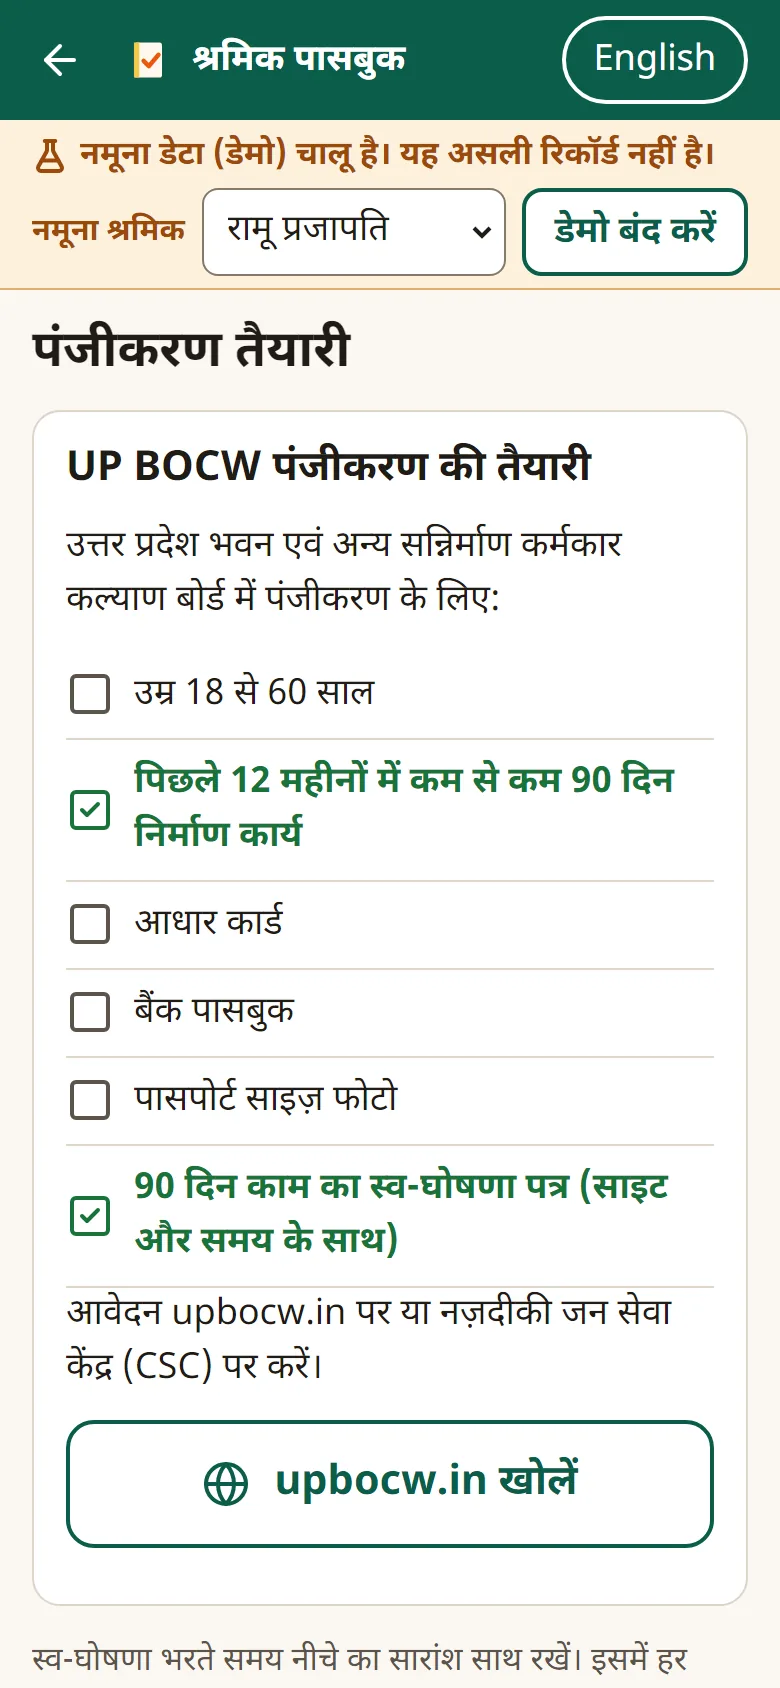 श्रमिक पासबुक
English
नमूना डेटा (डेमो) चालू है। यह असली रिकॉर्ड नहीं है।
नमूना श्रमिक
रामू प्रजापति
डेमो बंद करें
पंजीकरण तैयारी
UP BOCW पंजीकरण की तैयारी
उत्तर प्रदेश भवन एवं अन्य सन्निर्माण कर्मकार
कल्याण बोर्ड में पंजीकरण के लिए:
उम्र 18 से 60 साल
पिछले 12 महीनों में कम से कम 90 दिन
निर्माण कार्य
आधार कार्ड
बैंक पासबुक
पासपोर्ट साइज़ फोटो
90 दिन काम का स्व-घोषणा पत्र (साइट
और समय के साथ)
आवेदन upbocw.in पर या नज़दीकी जन सेवा
केंद्र (CSC) पर करें।
upbocw.in खोलें
स्व-घोषणा भरते समय नीचे का सारांश साथ रखें। इसमें हर